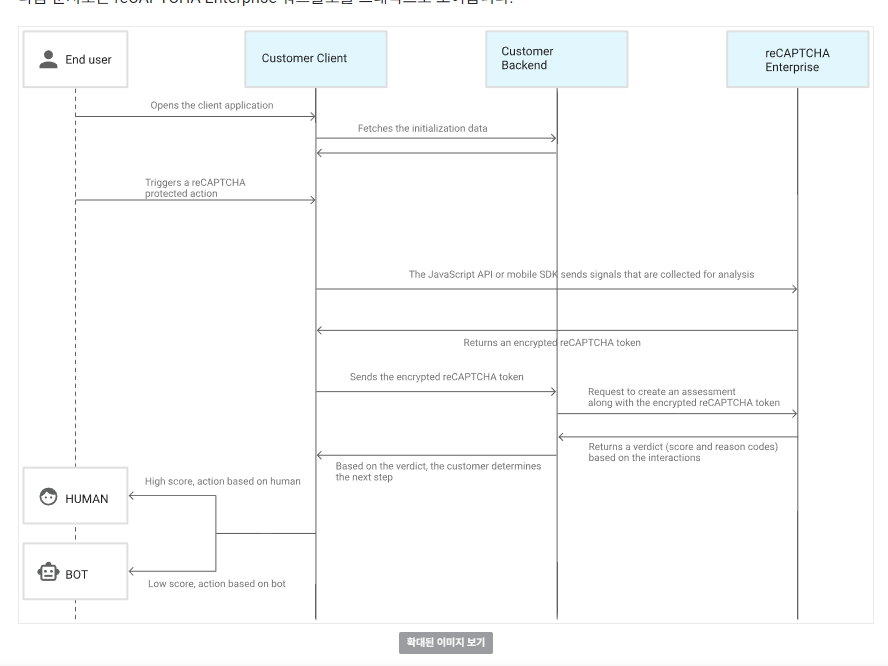 End user
Customer Client
Customer
Backend
reCAPTCHA
Enterprise
Opens the client application
Fetches the initialization data
Triggers a reCAPTCHA
protected action
The JavaScript API or mobile SDK sends signals that are collected for analysis
Returns an encrypted reCAPTCHA token
Sends the encrypted reCAPTCHA token
Request to create an assessment
along with the encrypted reCAPTCHA token
Returns a verdict (score and reason codes)
based on the interactions
Based on the verdict, the customer determines
the next step
High score, action based on human
HUMAN
BOT
Low score, action based on bot
확대된 이미지 보기